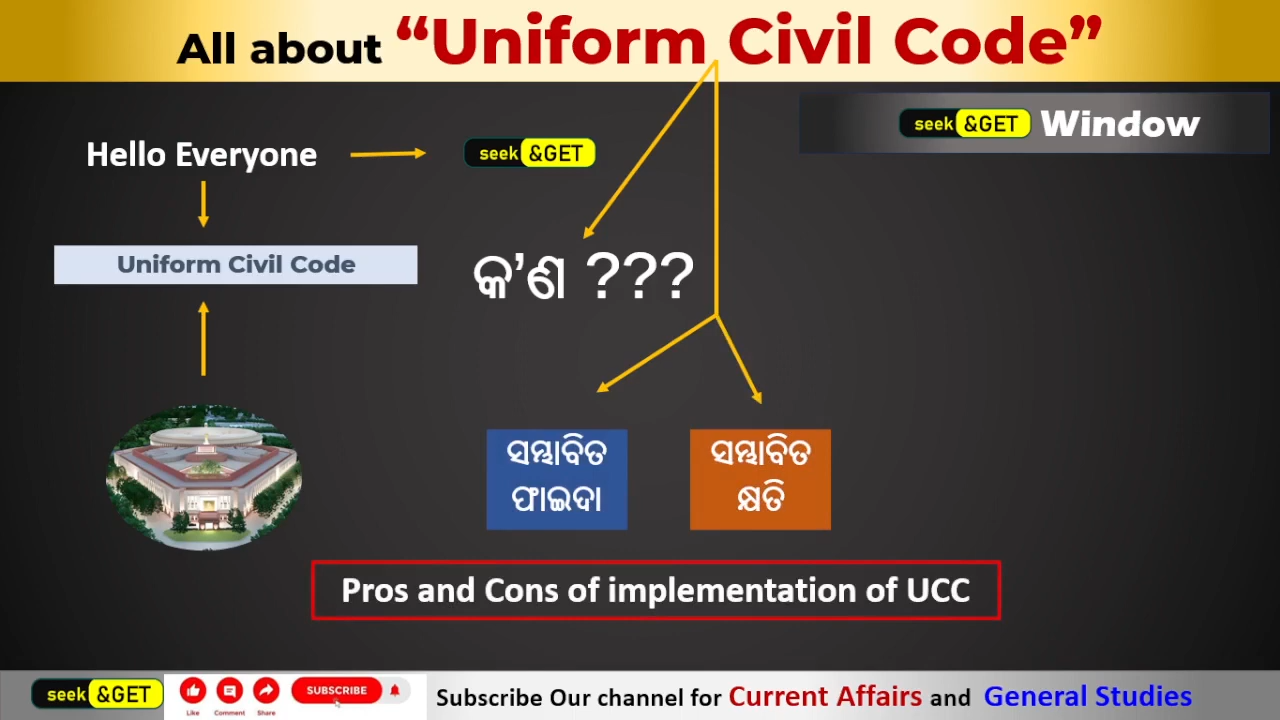 All about “Uniform Civil Code”
seek &GET Window
Hello Everyone
seek &GET
Uniform Civil Code
କ’ଣ ???
ସମ୍ଭାବିତ
ଫାଇଦା
ସମ୍ଭାବିତ
କ୍ଷତି
Pros and Cons of implementation of UCC
seek &GET
Like
Comment
Share
SUBSCRIBE
Subscribe Our channel for Current Affairs and General Studies